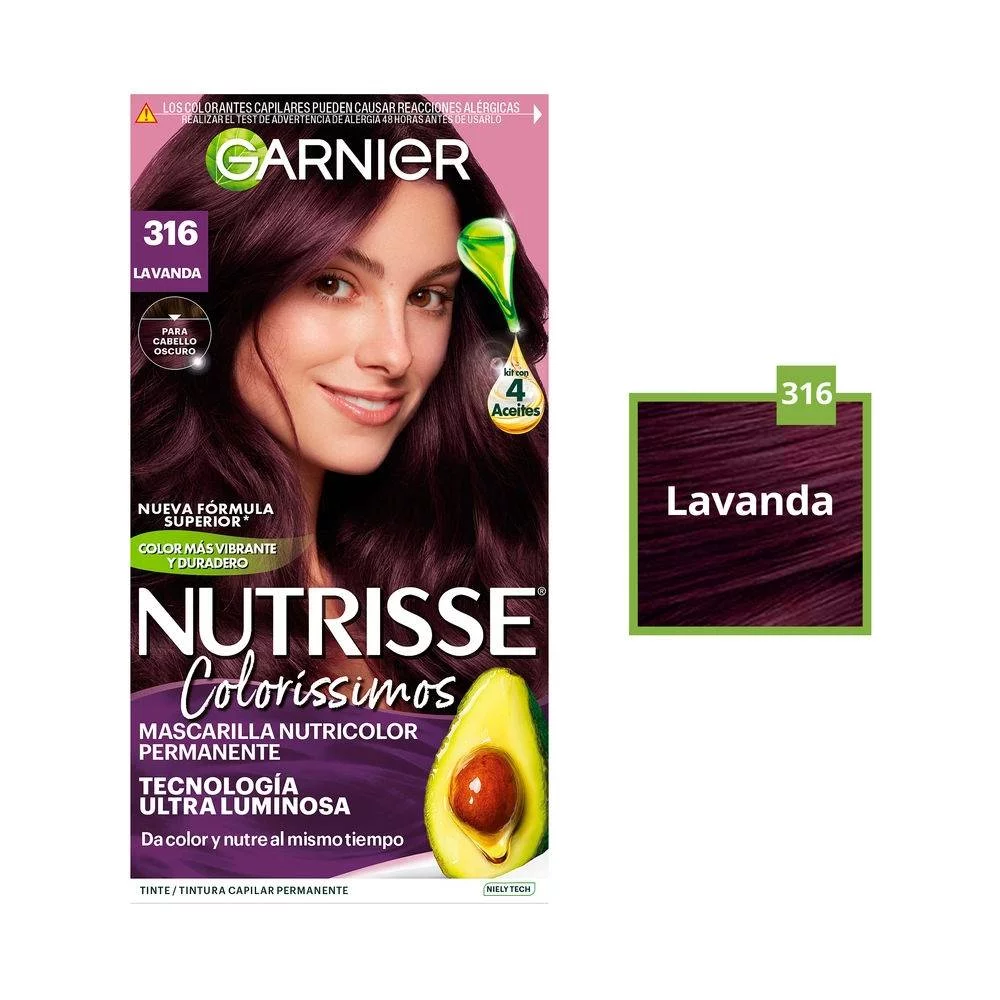 LOS COLORANTES CAPILARES PUEDEN CAUSAR REACCIONES ALÉRGICAS
REALIZAR EL TEST DE ADVERTENCIA DE ALERGIA 48 HORAS ANTES DE USARLO
GARNIER
316
LAVANDA
PARA
CABELLO
OSCURO
kit con
4
Aceites
NUEVA FÓRMULA
SUPERIOR*
COLOR MÁS VIBRANTE
Y DURADERO
NUTRISSE®
Coloríssimos
MASCARILLA NUTRICOLOR
PERMANENTE
TECNOLOGÍA
ULTRA LUMINOSA
Da color y nutre al mismo tiempo
TINTE / TINTURA CAPILAR PERMANENTE
NIELY TECH
316
Lavanda